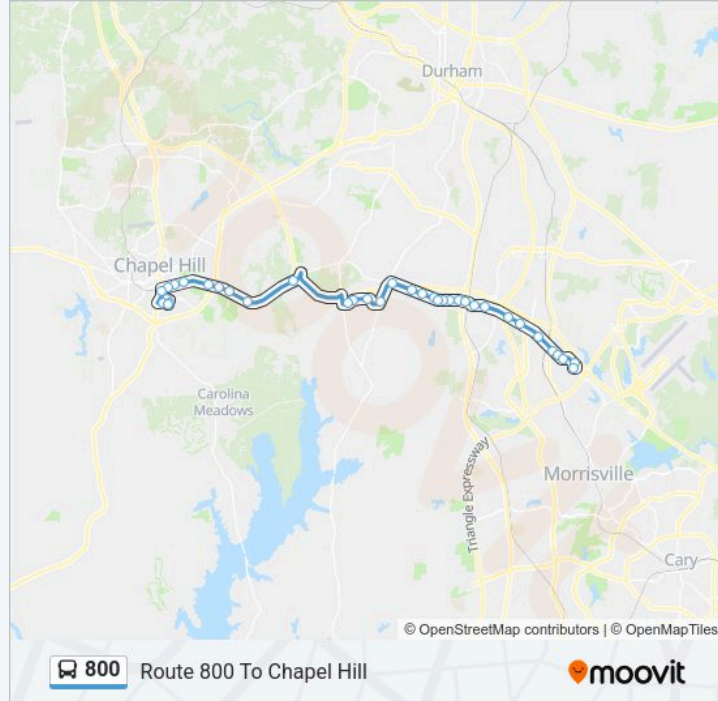 Durham
Chapel Hill
Carolina
Meadows
Triangle Expressway
Morrisville
Cary
© OpenStreetMap contributors | © OpenMapTiles
800 Route 800 To Chapel Hill
moovit